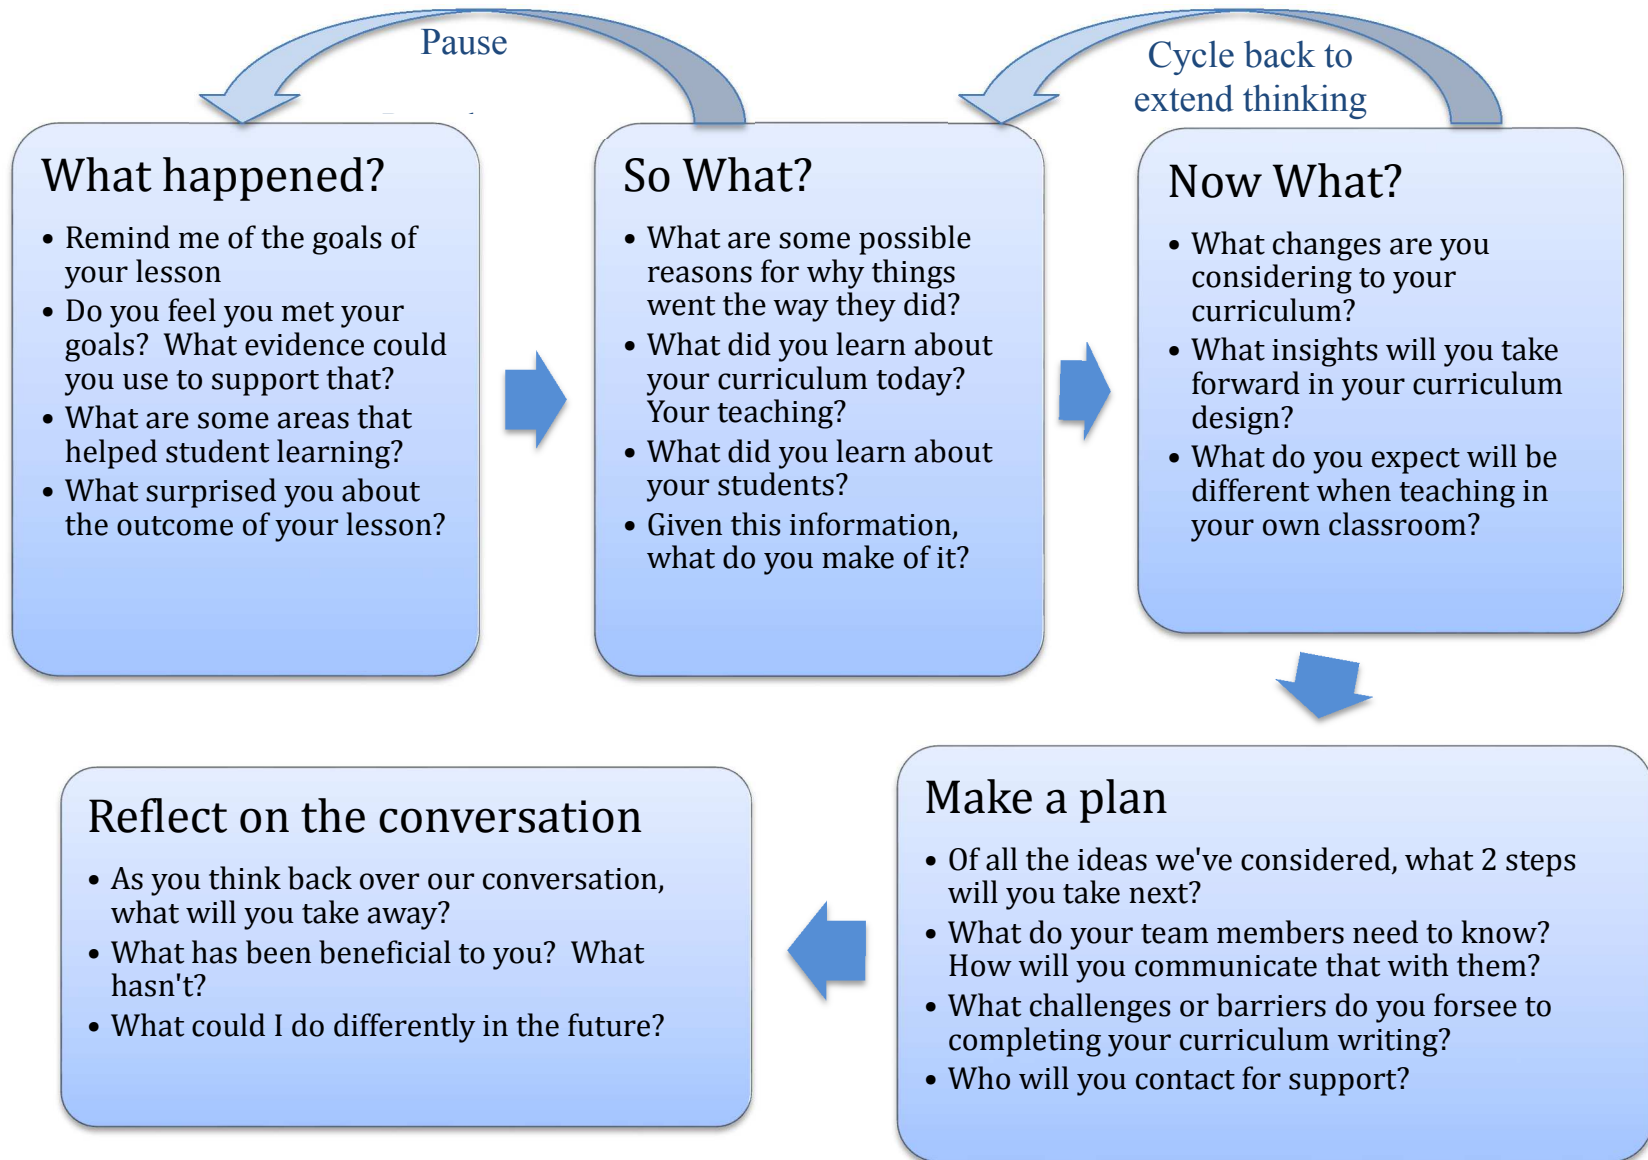 Pause
Cycle back to
extend thinking
What happened?
• Remind me of the goals of
your lesson
• Do you feel you met your
goals?  What evidence could
you use to support that?
• What are some areas that
helped student learning?
• What surprised you about
the outcome of your lesson?
So What?
• What are some possible
reasons for why things
went the way they did?
• What did you learn about
your curriculum today?
Your teaching?
• What did you learn about
your students?
• Given this information,
what do you make of it?
Now What?
• What changes are you
considering to your
curriculum?
• What insights will you take
forward in your curriculum
design?
• What do you expect will be
different when teaching in
your own classroom?
Make a plan
• Of all the ideas we've considered, what 2 steps
will you take next?
• What do your team members need to know?
How will you communicate that with them?
• What challenges or barriers do you forsee to
completing your curriculum writing?
• Who will you contact for support?
Reflect on the conversation
• As you think back over our conversation,
what will you take away?
• What has been beneficial to you?  What
hasn't?
• What could I do differently in the future?